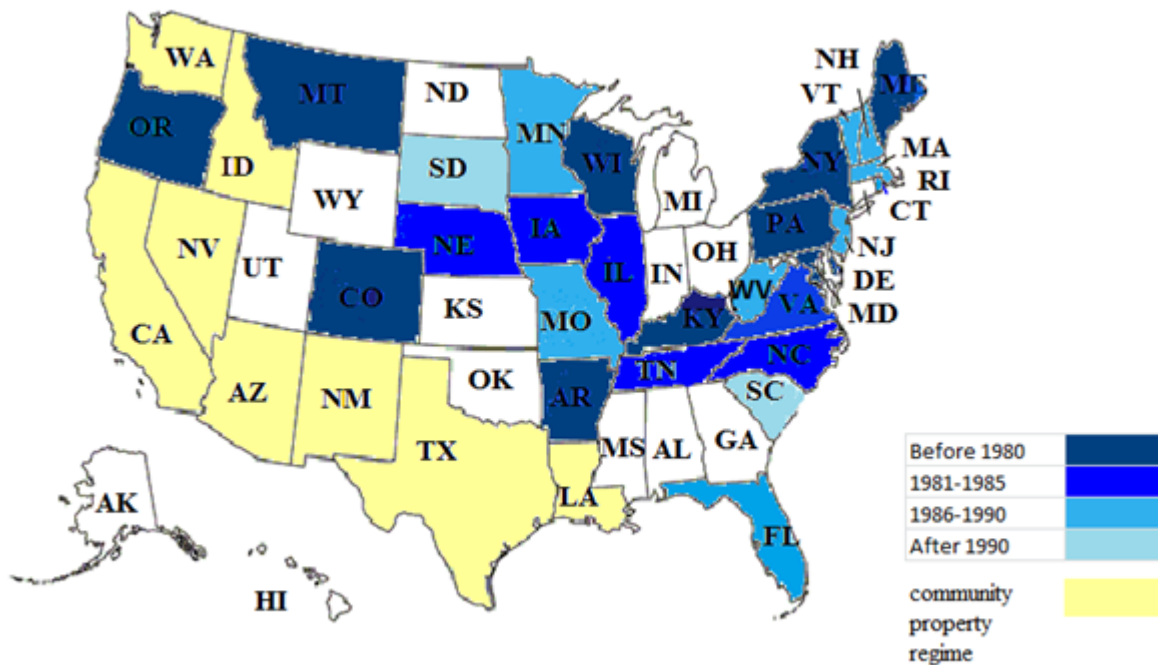 WA
MT
ND
MN
NH
VT
ME
OR
ID
SD
WI
NY
MA
RI
CT
WY
MI
NV
NE
IA
PA
NJ
UT
CO
IL
IN
OH
DE
MD
WV
VA
CA
KS
MO
KY
NC
AZ
NM
OK
AR
TN
SC
TX
MS
AL
GA
LA
AK
HI
FL
Before 1980
1981-1985
1986-1990
After 1990
community
property
regime